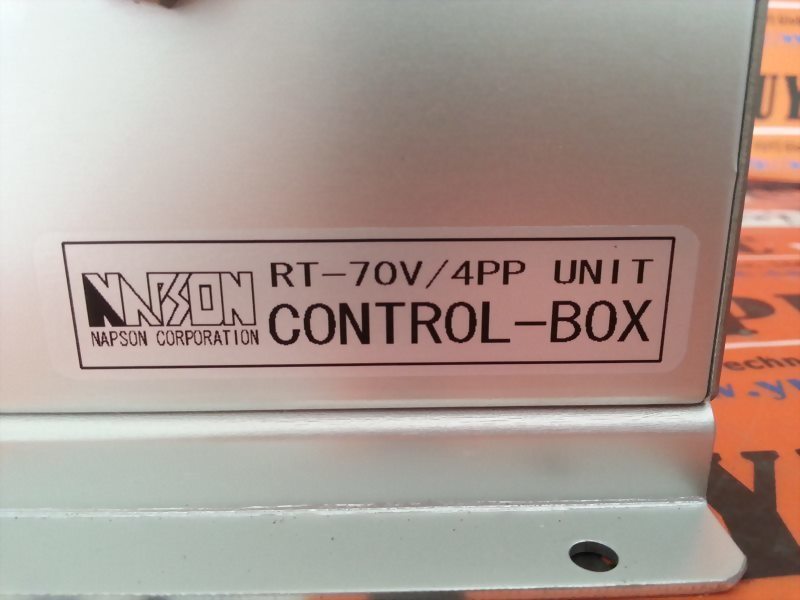 NAPSON
NAPSON CORPORATION
RT-70V/4PP UNIT
CONTROL-BOX